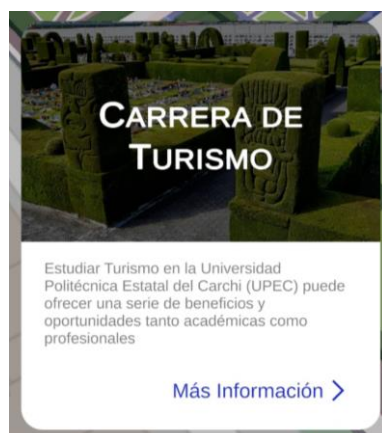 CARRERA DE
TURISMO
Estudiar Turismo en la Universidad
Politécnica Estatal del Carchi (UPEC) puede
ofrecer una serie de beneficios y
oportunidades tanto académicas como
profesionales
Más Información